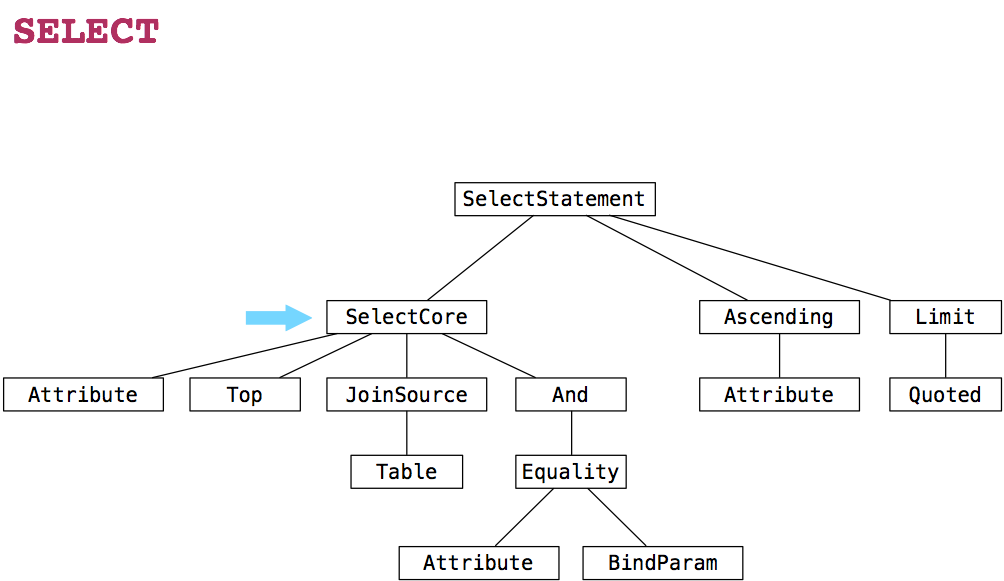 SELECT
SelectStatement
SelectCore
Ascending
Limit
Attribute
Top
JoinSource
And
Attribute
Quoted
Table
Equality
Attribute
BindParam